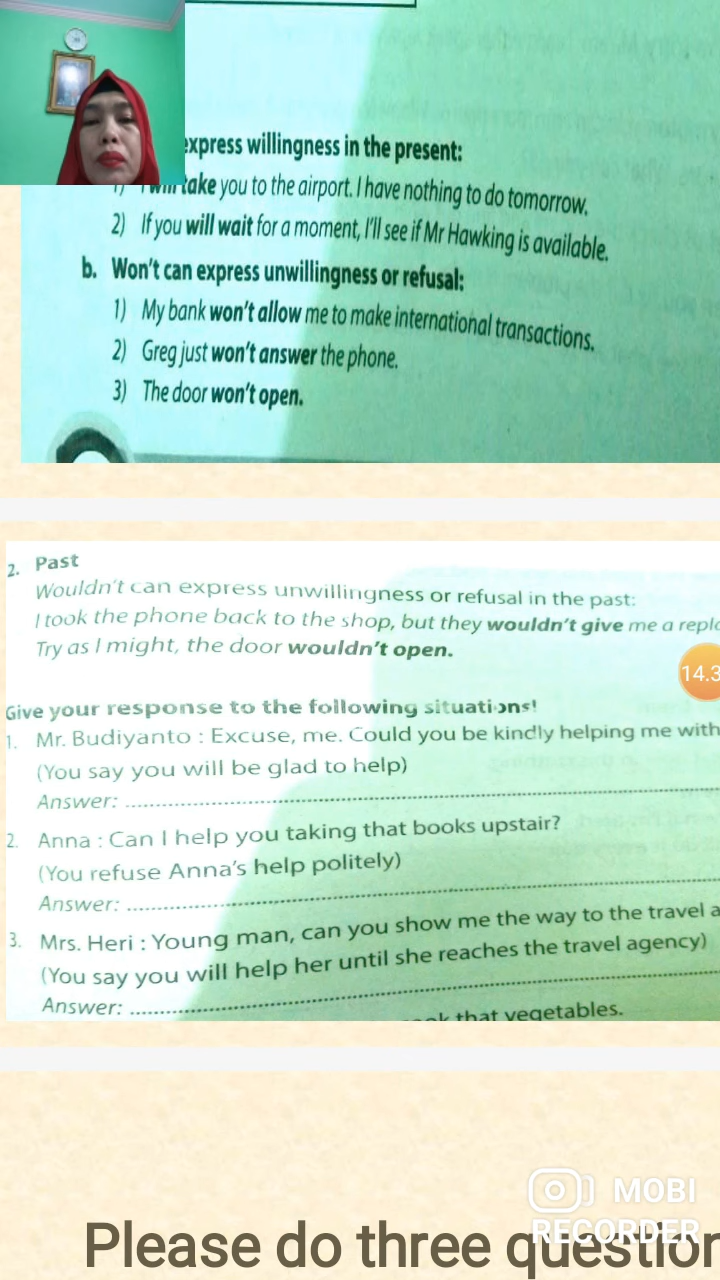 express willingness in the present:
1) I will take you to the airport. I have nothing to do tomorrow.
2) If you will wait for a moment, I'll see if Mr Hawking is available.
b. Won't can express unwillingness or refusal:
1) My bank won't allow me to make international transactions.
2) Greg just won't answer the phone.
3) The door won't open.
2. Past
Wouldn't can express unwillingness or refusal in the past:
I took the phone back to the shop, but they wouldn't give me a repla
Try as I might, the door wouldn't open.
14.3
Give your response to the following situations!
1. Mr. Budiyanto : Excuse, me. Could you be kindly helping me with
(You say you will be glad to help)
Answer:
2. Anna : Can I help you taking that books upstair?
(You refuse Anna's help politely)
Answer:
3. Mrs. Heri : Young man, can you show me the way to the travel a
(You say you will help her until she reaches the travel agency)
Answer:
that vegetables.
MOBI
RECORDER
Please do three question